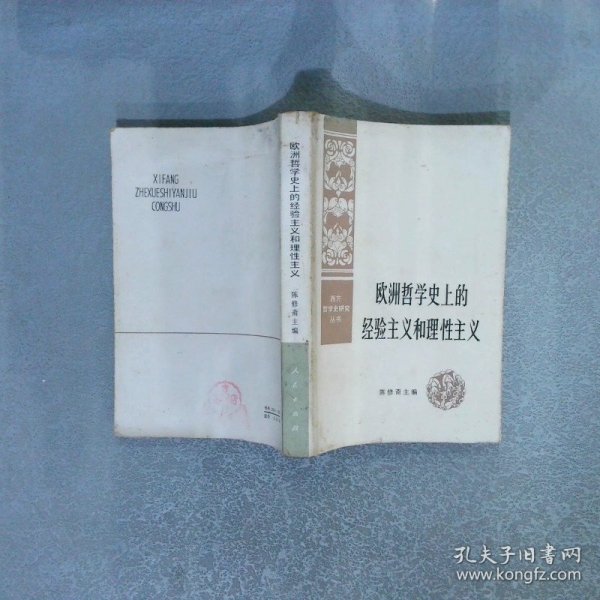 XIFANG
ZHEXUESHIYANJIU
CONGSHU
欧洲哲学史上的经验主义和理性主义
陈修斋主编
人民出版社
西方
哲学史研究
丛书
欧洲哲学史上的
经验主义和理性主义
陈修斋主编
孔夫子旧书网
www.kongfz.com